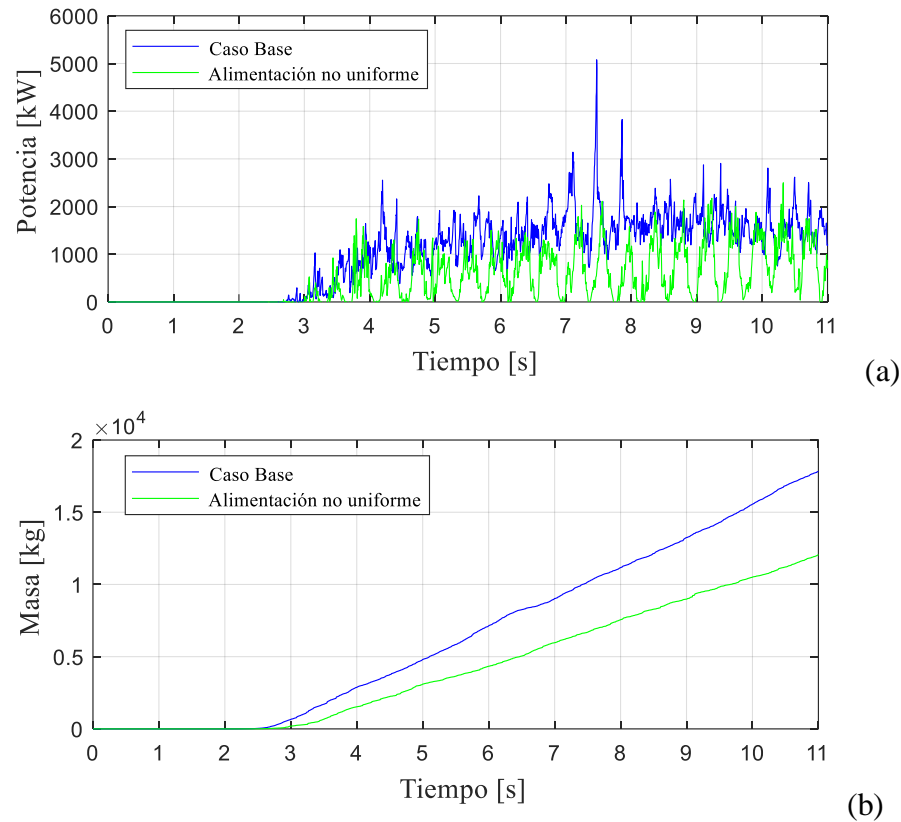 6000
5000
4000
3000
2000
1000
0
Potencia [kW]
Caso Base
Alimentación no uniforme
0 1 2 3 4 5 6 7 8 9 10 11
Tiempo [s]
(a)
×10^4
2
1.5
1
0.5
0
Masa [kg]
Caso Base
Alimentación no uniforme
0 1 2 3 4 5 6 7 8 9 10 11
Tiempo [s]
(b)